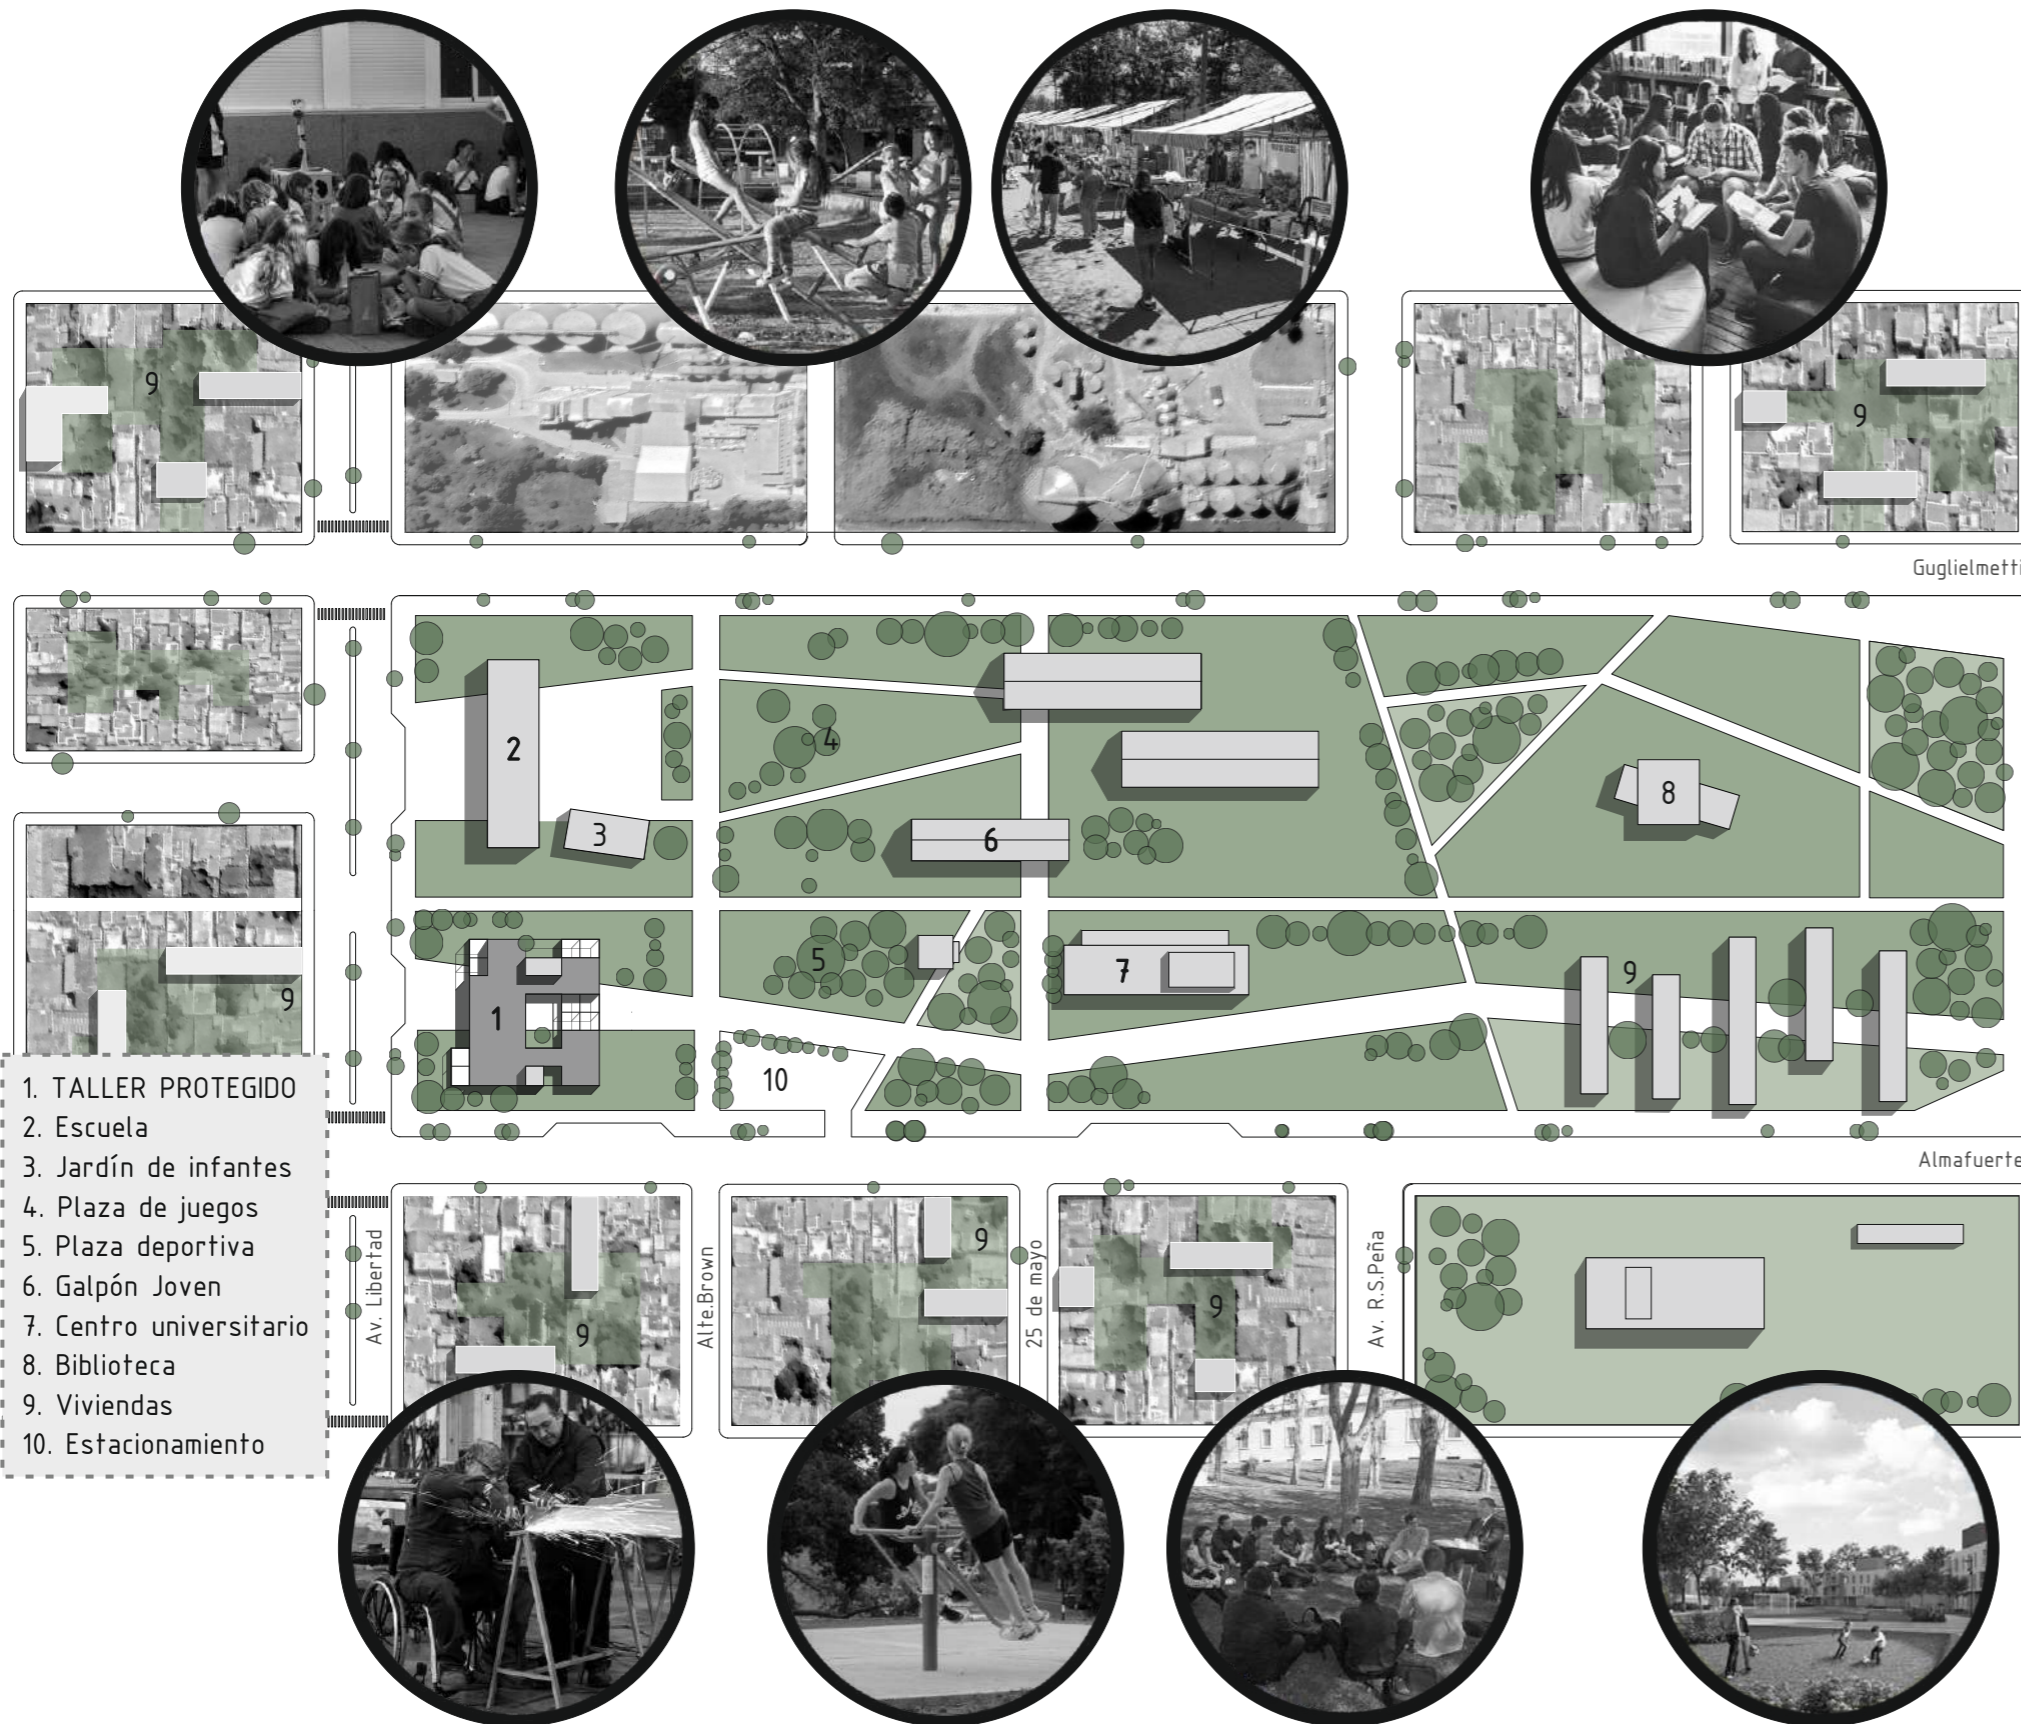 9
9
Guglielmetti
2
4
3
6
8
1
5
7
9
10
9
1. TALLER PROTEGIDO
2. Escuela
3. Jardín de infantes
4. Plaza de juegos
5. Plaza deportiva
6. Galpón Joven
7. Centro universitario
8. Biblioteca
9. Viviendas
10. Estacionamiento
Almafuerte
Av. Libertad
9
Alte.Brown
9
25 de mayo
9
Av. R.S.Peña